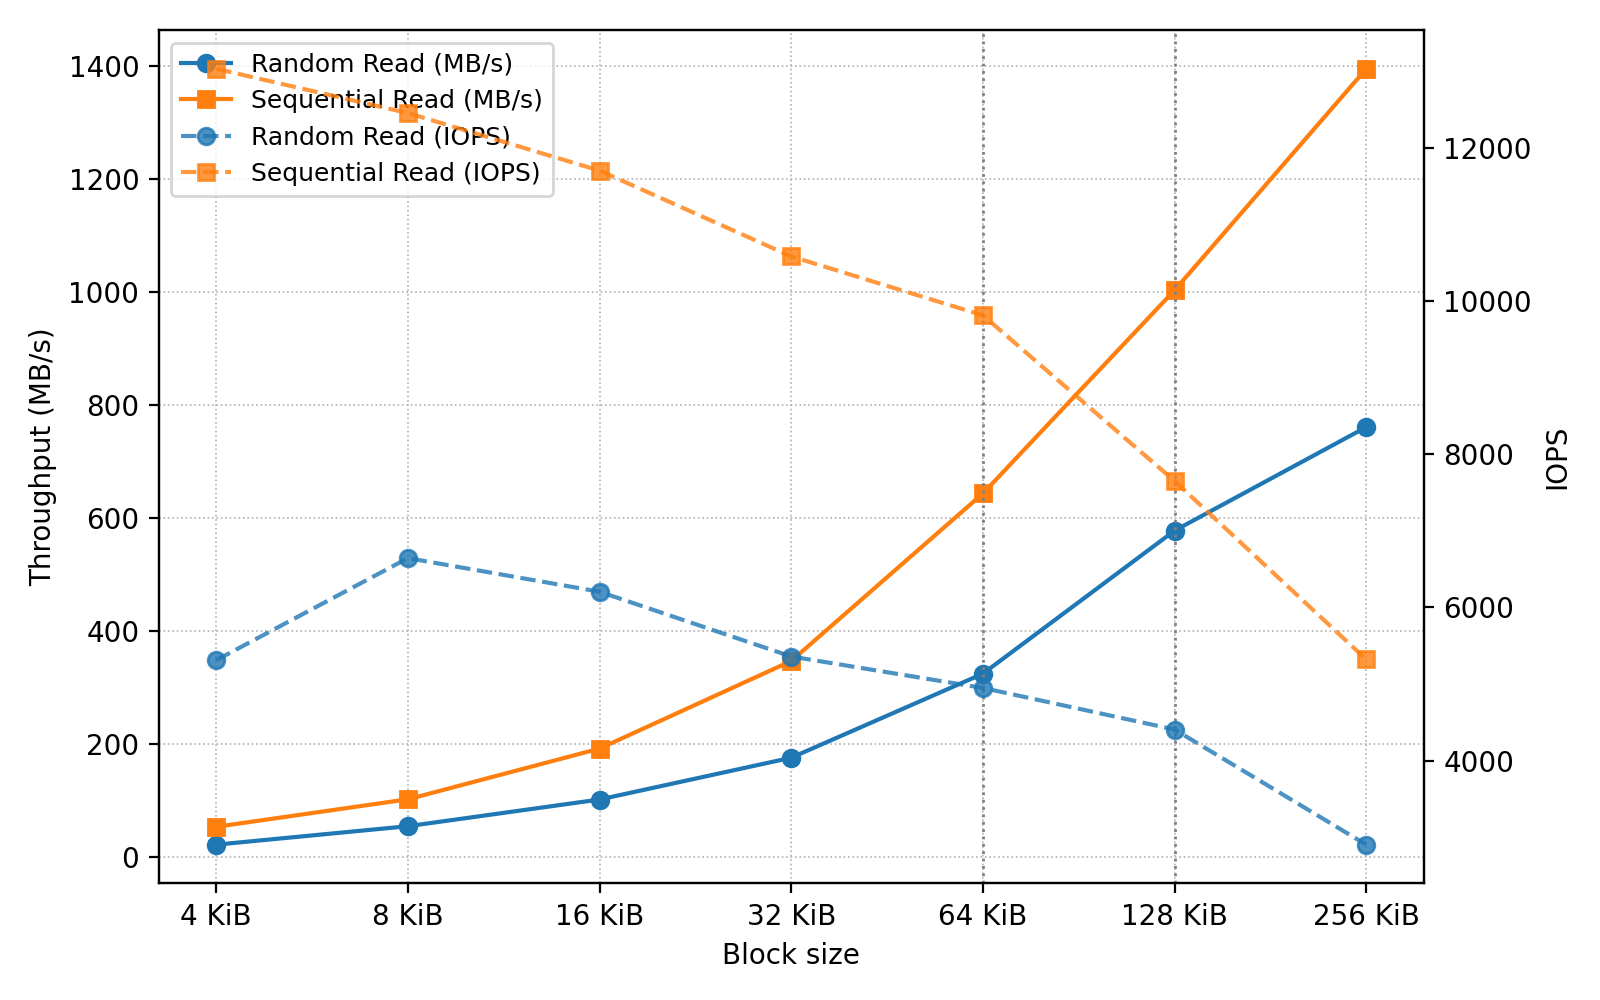 Random Read (MB/s)
Sequential Read (MB/s)
Random Read (IOPS)
Sequential Read (IOPS)
Throughput (MB/s)
1400
1200
1000
800
600
400
200
0
12000
10000
8000
6000
4000
IOPS
4 KiB
8 KiB
16 KiB
32 KiB
64 KiB
128 KiB
256 KiB
Block size